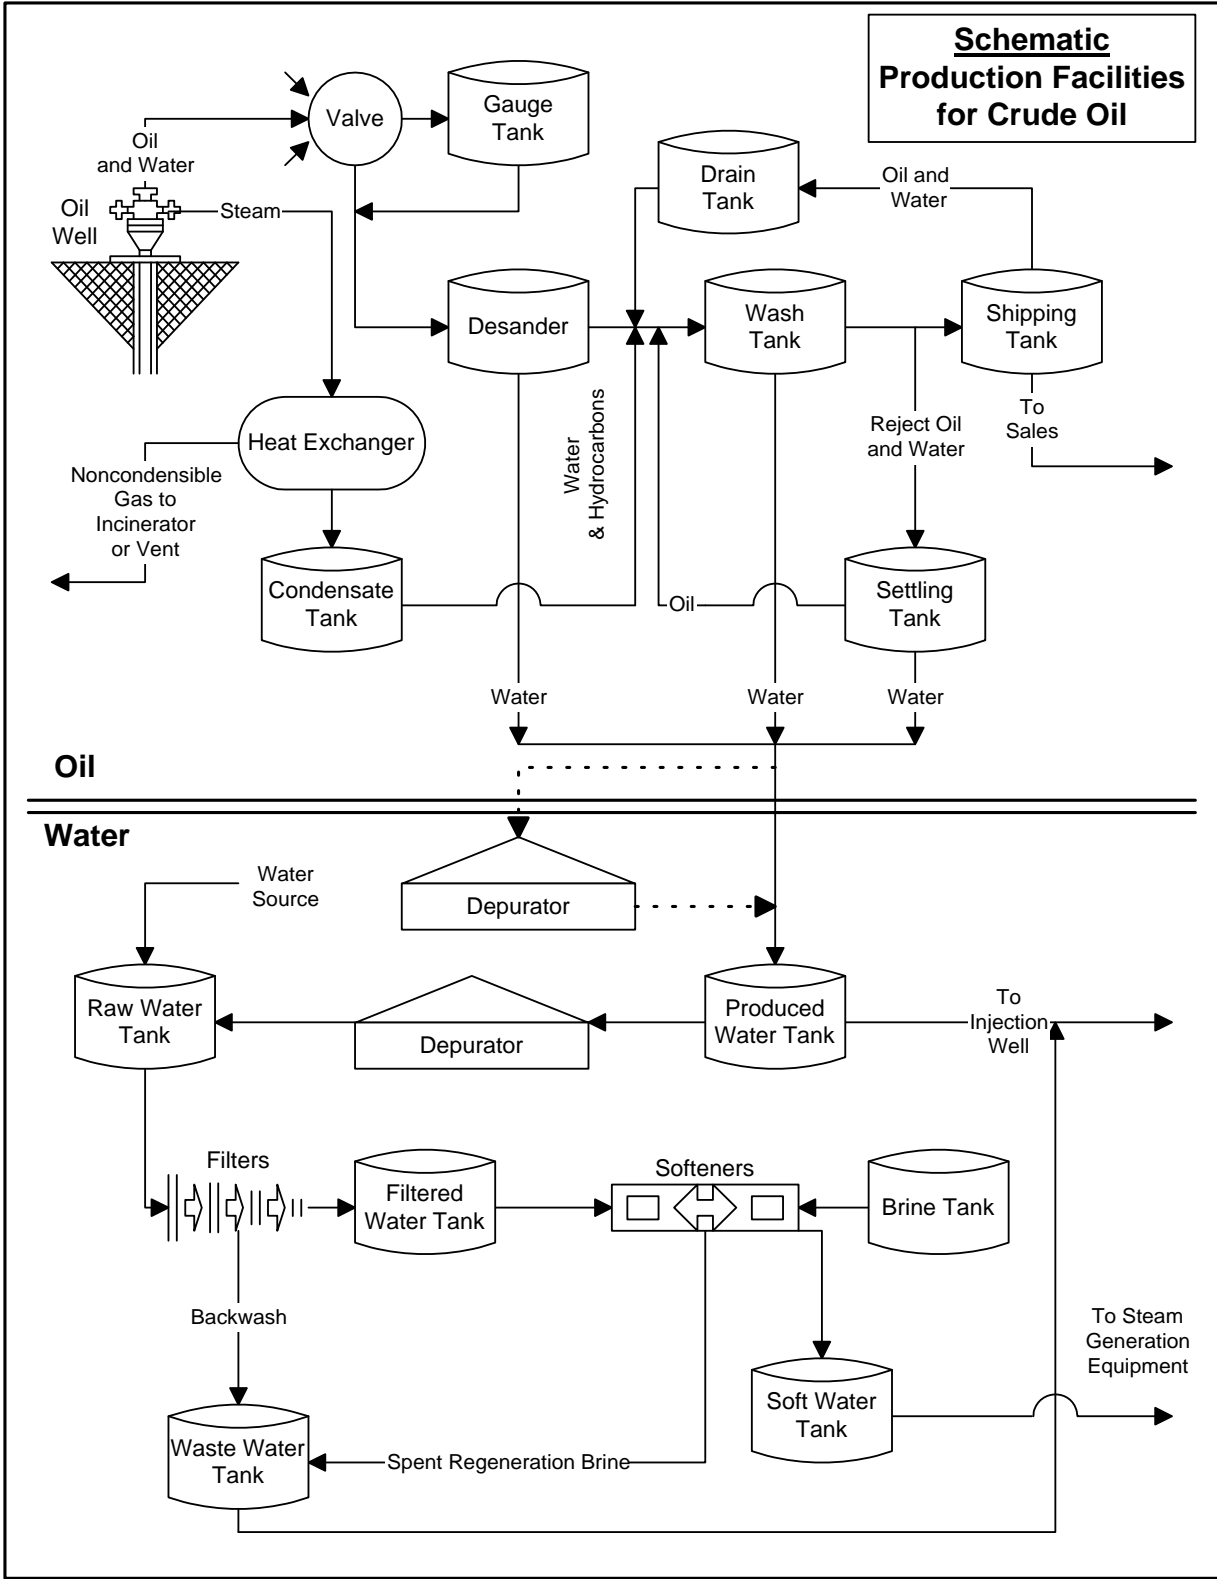 Schematic
Production Facilities
for Crude Oil
Valve
Gauge
Tank
Oil
and Water
Oil
Well
Steam
Drain
Tank
Oil and
Water
Desander
Wash
Tank
Shipping
Tank
Heat Exchanger
Water
& Hydrocarbons
Reject Oil
and Water
To
Sales
Noncondensible
Gas to
Incinerator
or Vent
Condensate
Tank
Oil
Settling
Tank
Water
Water
Water
Oil
Water
Water
Source
Depurator
Raw Water
Tank
Depurator
Produced
Water Tank
To
Injection
Well
Filters
Filtered
Water Tank
Softeners
Brine Tank
Backwash
To Steam
Generation
Equipment
Soft Water
Tank
Waste Water
Tank
Spent Regeneration Brine